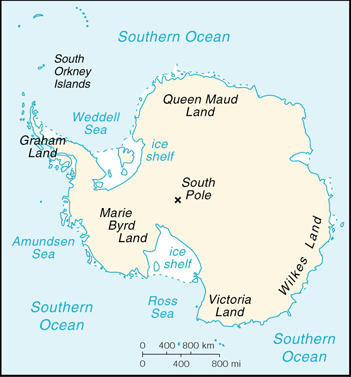 Southern Ocean
South
Orkney
Islands
Queen Maud
Land
Weddell
Sea
ice
shelf
Graham
Land
South
Pole
Marie
Byrd
Land
Wilkes Land
Amundsen
Sea
ice
shelf
Ross
Sea
Victoria
Land
Southern
Ocean
Southern
Ocean
0 400 800 km
0 400 800 mi